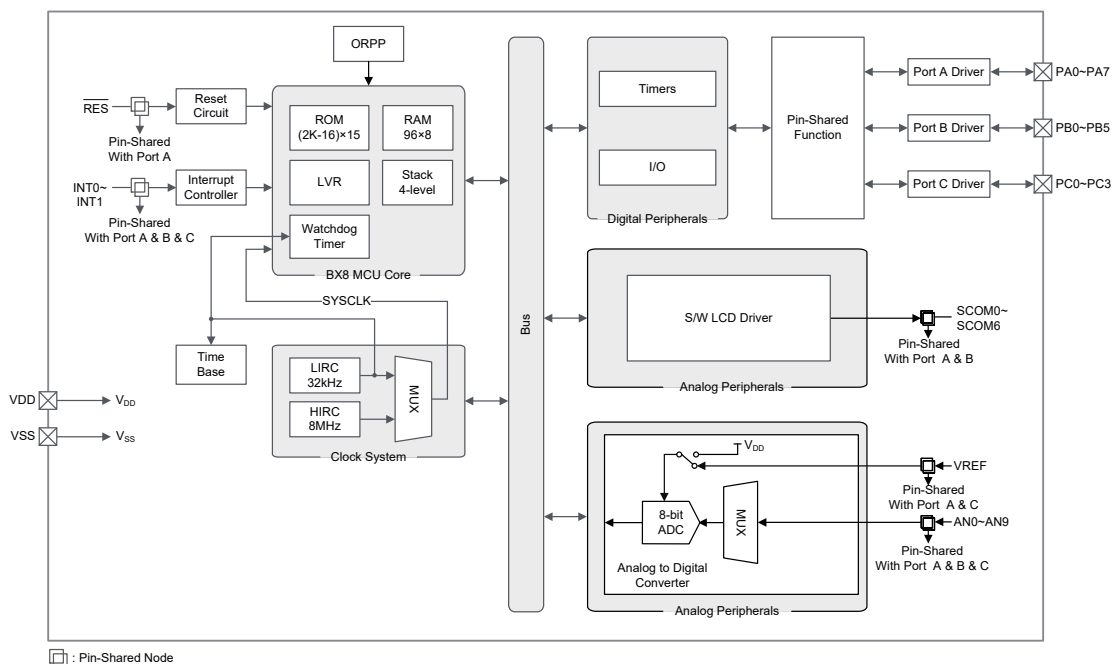 ORPP
RES
Reset
Circuit
Pin-Shared
With Port A
INT0~
INT1
Interrupt
Controller
Pin-Shared
With Port A & B & C
ROM
(2K-16)×15
RAM
96×8
LVR
Stack
4-level
Watchdog
Timer
BX8 MCU Core
SYSCLK
Time
Base
LIRC
32kHz
HIRC
8MHz
MUX
Clock System
VDD
VDD
VSS
VSS
Bus
Timers
I/O
Digital Peripherals
Pin-Shared
Function
Port A Driver
PA0~PA7
Port B Driver
PB0~PB5
Port C Driver
PC0~PC3
S/W LCD Driver
Analog Peripherals
SCOM0~
SCOM6
Pin-Shared
With Port A & B
VDD
VREF
Pin-Shared
With Port A & C
8-bit
ADC
MUX
AN0~AN9
Pin-Shared
With Port A & B & C
Analog to Digital
Converter
Analog Peripherals
: Pin-Shared Node